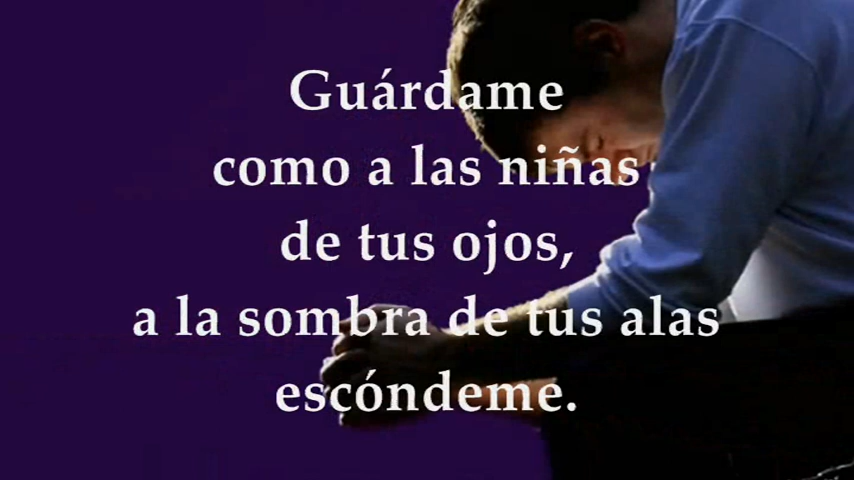 Guárdame
como a las niñas
de tus ojos,
a la sombra de tus alas
escóndeme.